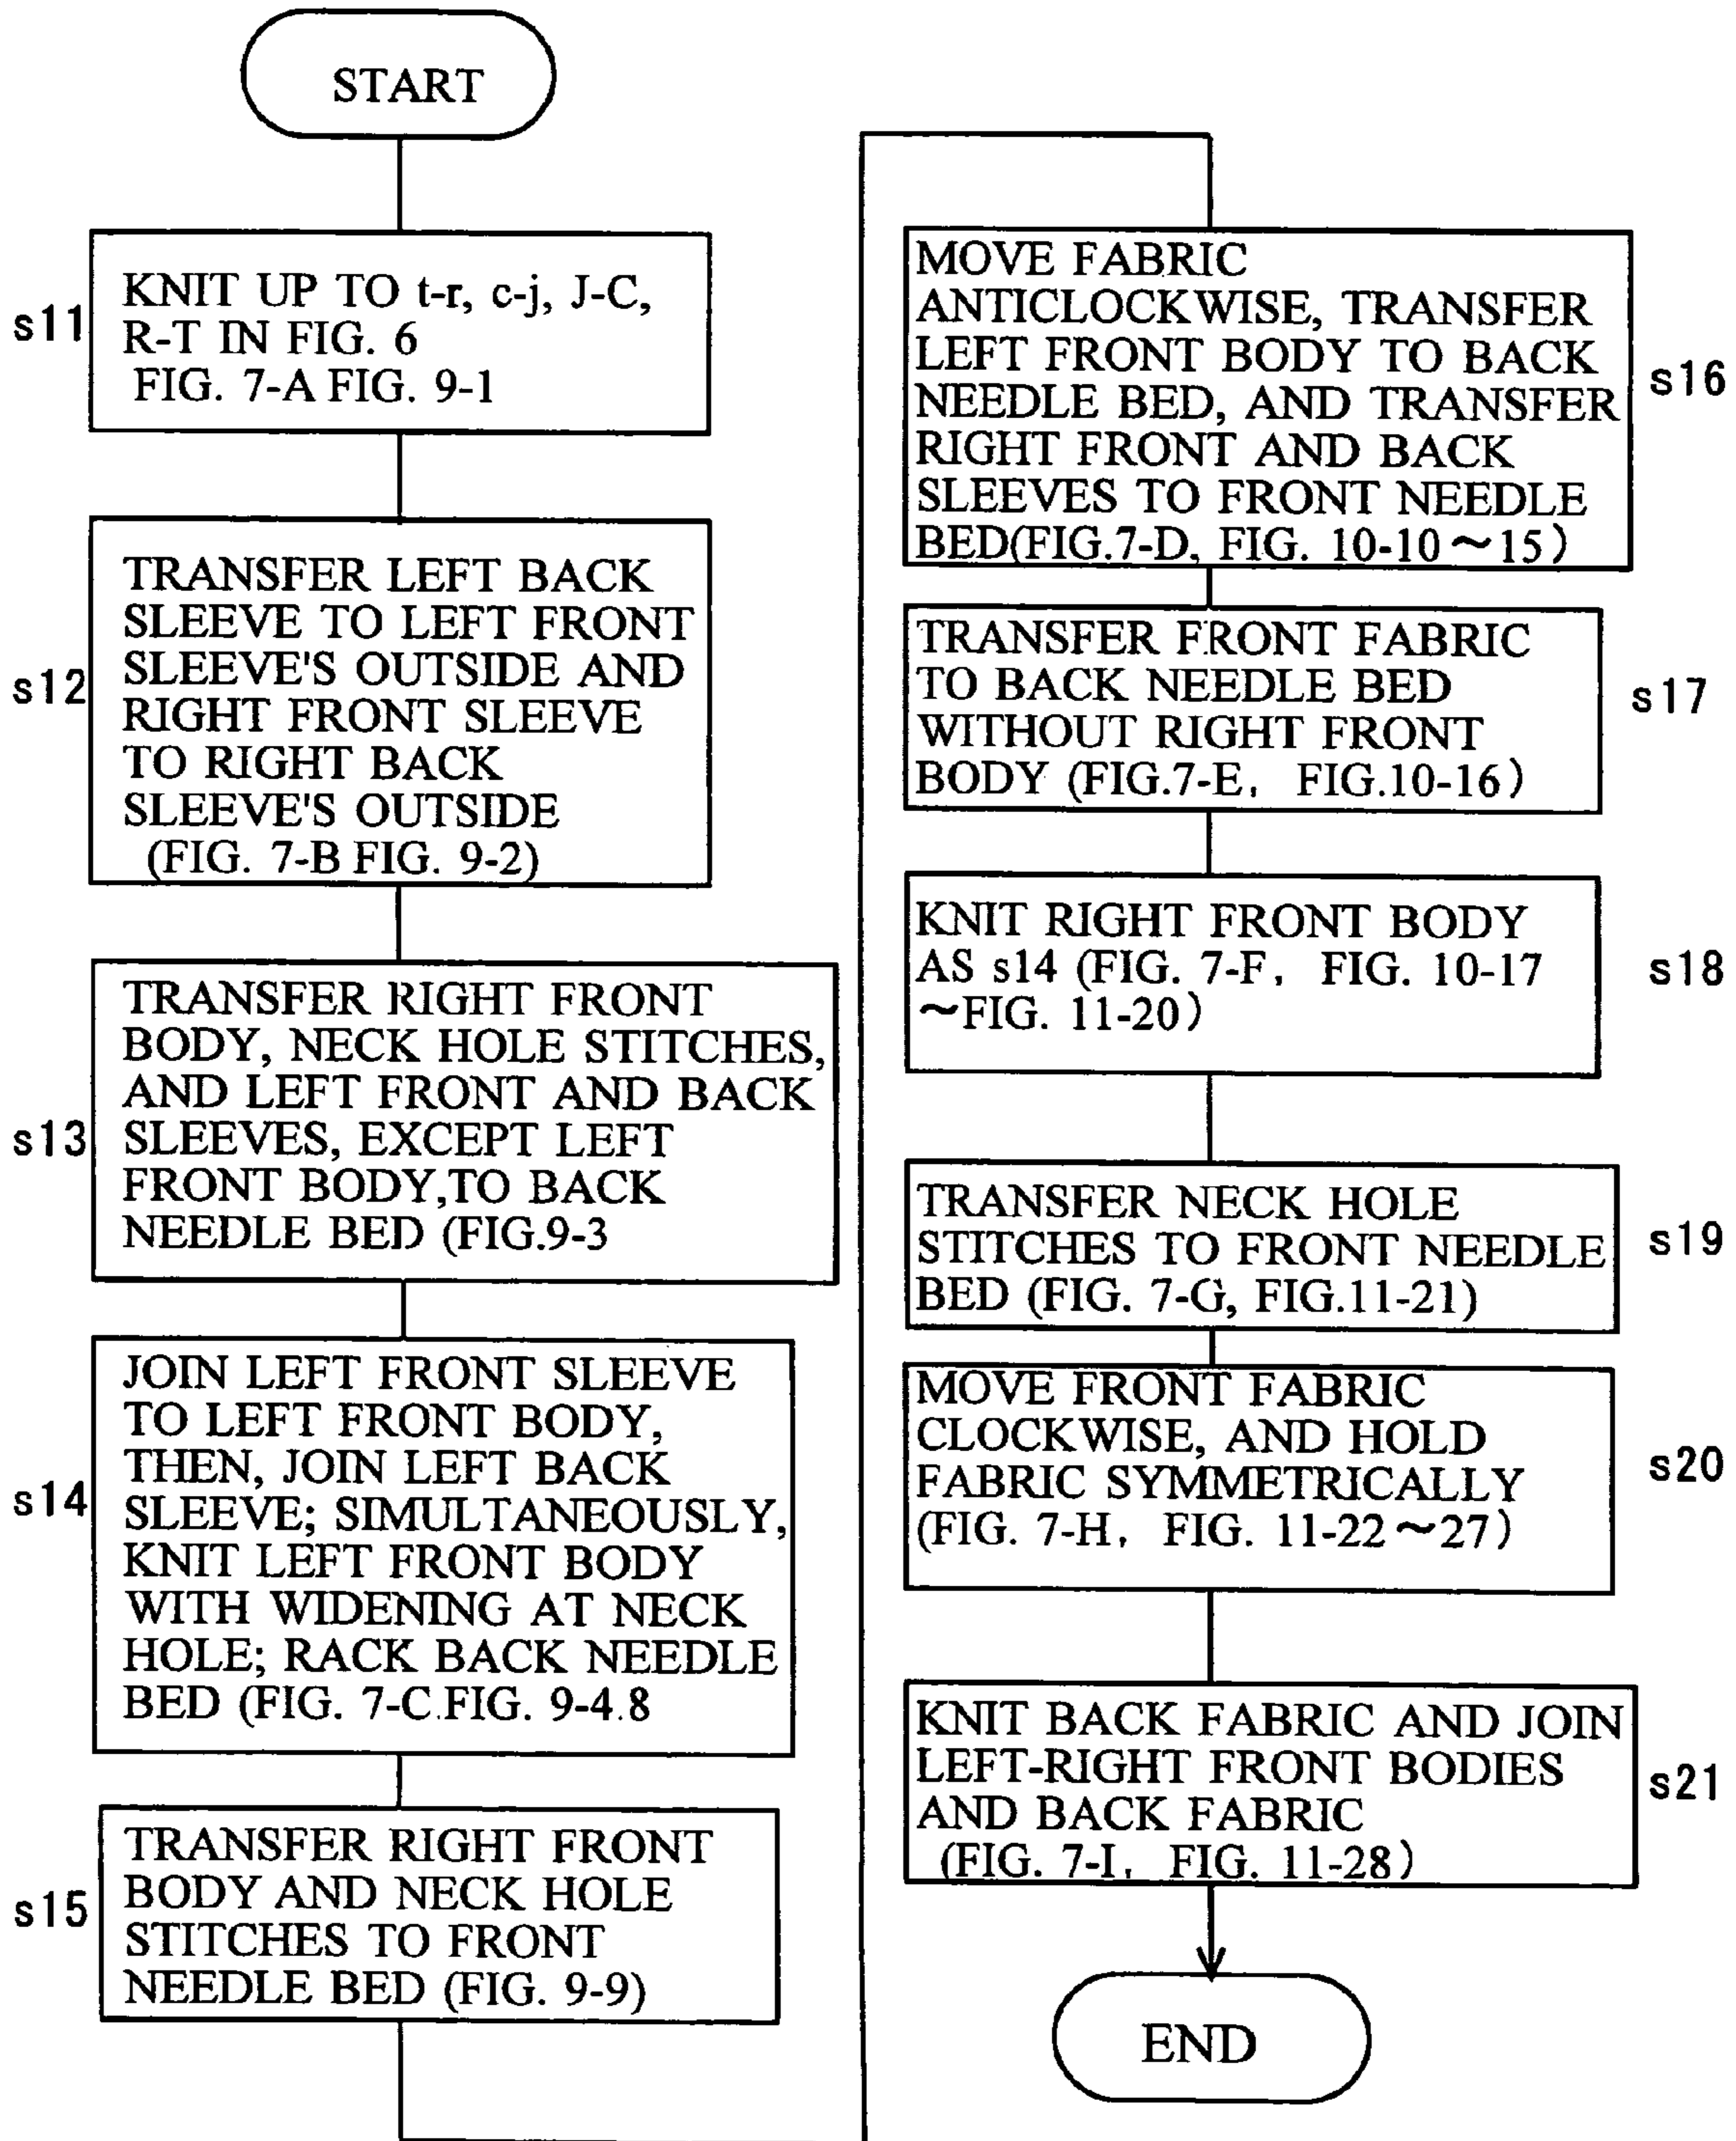 START
s11
KNIT UP TO t-r, c-j, J-C,
R-T IN FIG. 6
FIG. 7-A FIG. 9-1
s12
TRANSFER LEFT BACK
SLEEVE TO LEFT FRONT
SLEEVE'S OUTSIDE AND
RIGHT FRONT SLEEVE
TO RIGHT BACK
SLEEVE'S OUTSIDE
(FIG. 7-B FIG. 9-2)
s13
TRANSFER RIGHT FRONT
BODY, NECK HOLE STITCHES,
AND LEFT FRONT AND BACK
SLEEVES, EXCEPT LEFT
FRONT BODY,TO BACK
NEEDLE BED (FIG.9-3
s14
JOIN LEFT FRONT SLEEVE
TO LEFT FRONT BODY,
THEN, JOIN LEFT BACK
SLEEVE; SIMULTANEOUSLY,
KNIT LEFT FRONT BODY
WITH WIDENING AT NECK
HOLE; RACK BACK NEEDLE
BED (FIG. 7-C.FIG. 9-4.8
s15
TRANSFER RIGHT FRONT
BODY AND NECK HOLE
STITCHES TO FRONT
NEEDLE BED (FIG. 9-9)
MOVE FABRIC
ANTICLOCKWISE, TRANSFER
LEFT FRONT BODY TO BACK
NEEDLE BED, AND TRANSFER
RIGHT FRONT AND BACK
SLEEVES TO FRONT NEEDLE
BED(FIG.7-D, FIG. 10-10～15)
s16
TRANSFER FRONT FABRIC
TO BACK NEEDLE BED
WITHOUT RIGHT FRONT
BODY (FIG.7-E, FIG.10-16)
s17
KNIT RIGHT FRONT BODY
AS s14 (FIG. 7-F, FIG. 10-17
～FIG. 11-20)
s18
TRANSFER NECK HOLE
STITCHES TO FRONT NEEDLE
BED (FIG. 7-G, FIG.11-21)
s19
MOVE FRONT FABRIC
CLOCKWISE, AND HOLD
FABRIC SYMMETRICALLY
(FIG. 7-H, FIG. 11-22～27)
s20
KNIT BACK FABRIC AND JOIN
LEFT-RIGHT FRONT BODIES
AND BACK FABRIC
(FIG. 7-I, FIG. 11-28)
s21
END